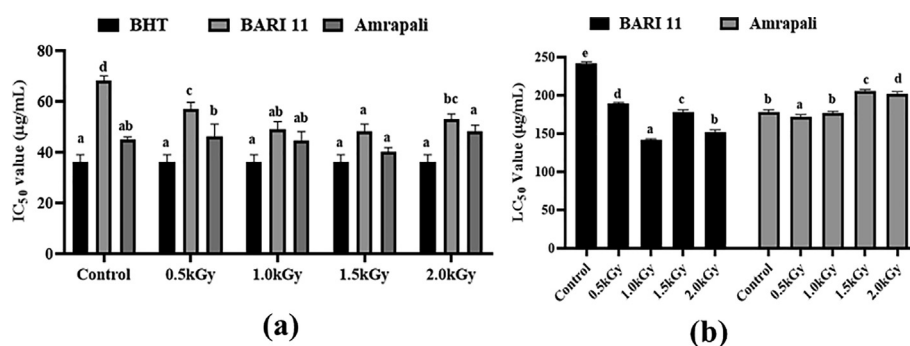 BHT BARI 11 Amrapali
80
60
40
20
0
IC50 value (µg/mL)
a d ab
a c b
a ab ab
a a a
a bc a
Control 0.5kGy 1.0kGy 1.5kGy 2.0kGy
(a)
BARI 11 Amrapali
250
200
150
100
50
0
LC50 Value (µg/mL)
e d a c b b a b c d
Control 0.5kGy 1.0kGy 1.5kGy 2.0kGy Control 0.5kGy 1.0kGy 1.5kGy 2.0kGy
(b)